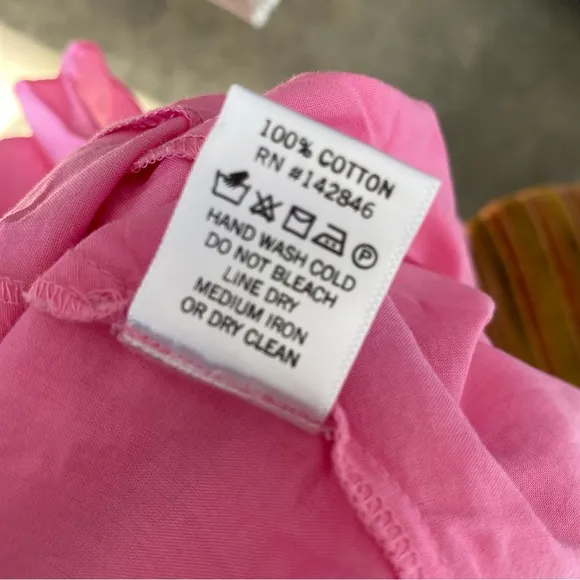 100% COTTON
RN #142846
P
HAND WASH COLD
DO NOT BLEACH
LINE DRY
MEDIUM IRON
OR DRY CLEAN